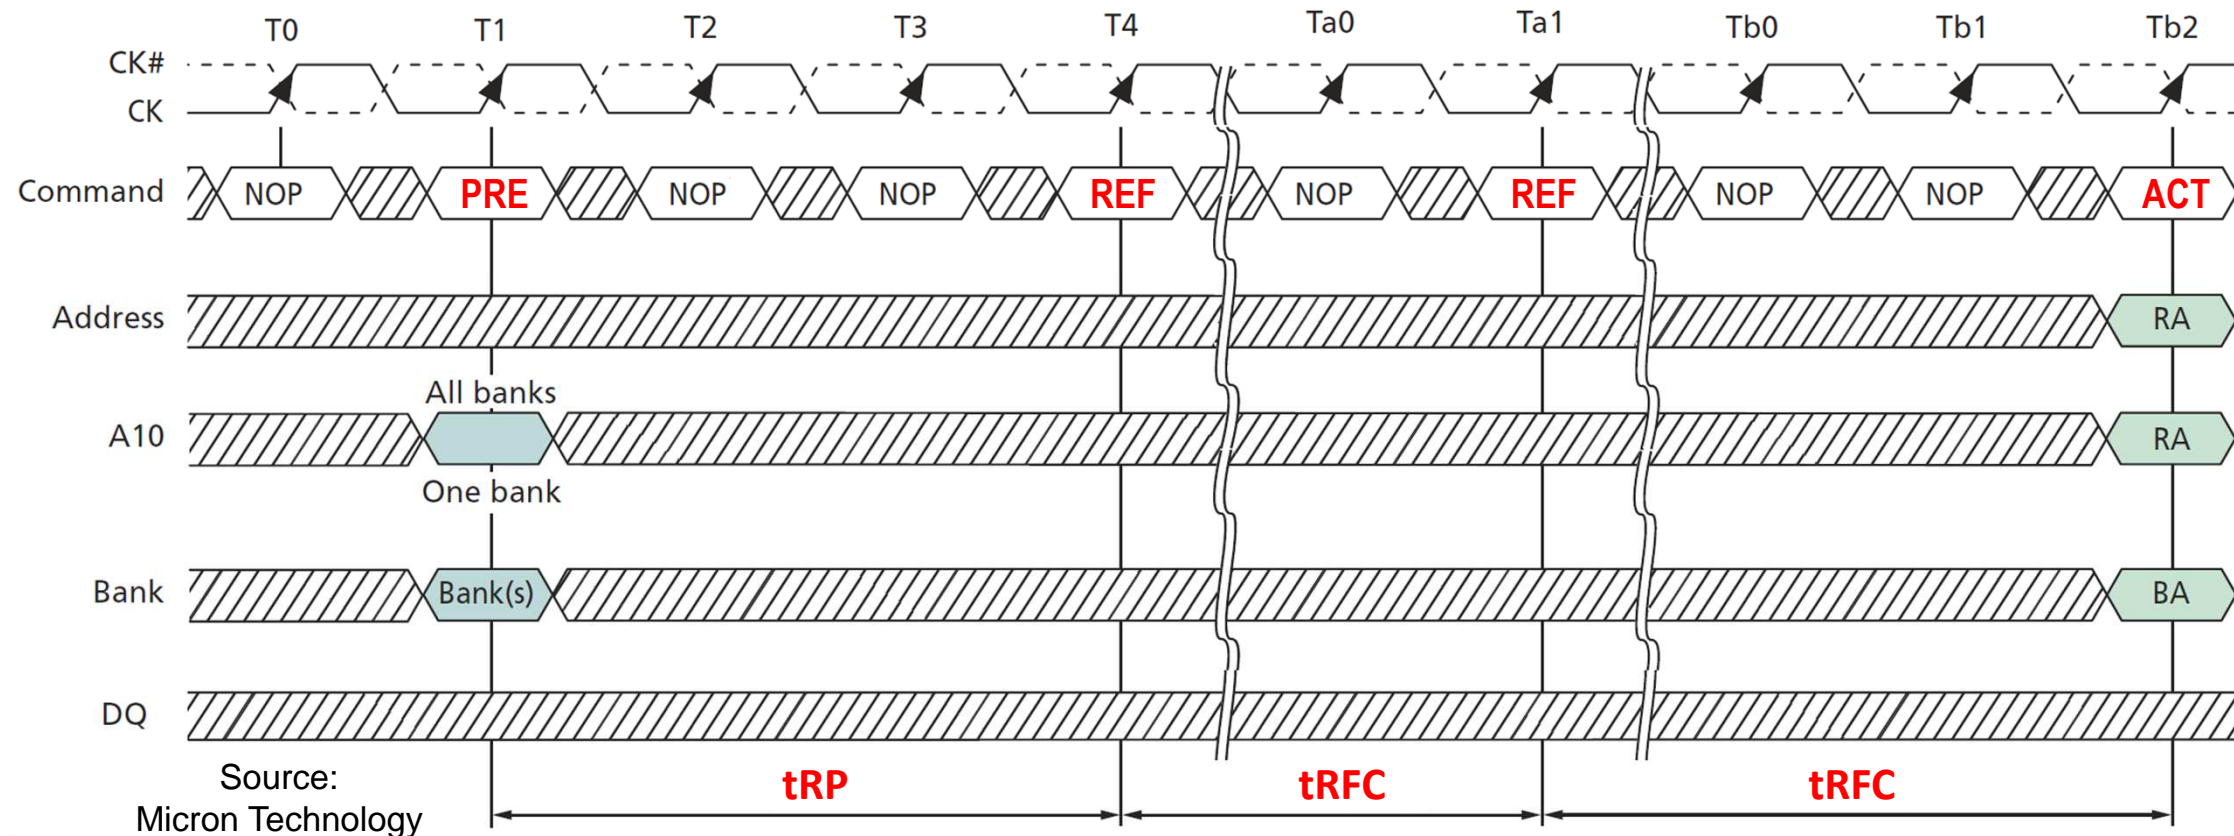 T0 T1 T2 T3 T4 Ta0 Ta1 Tb0 Tb1 Tb2
CK#
CK
Command NOP PRE NOP NOP REF NOP REF NOP NOP ACT
Address RA
All banks
A10 RA
One bank
Bank Bank(s) BA
DQ
Source:
Micron Technology
tRP tRFC tRFC